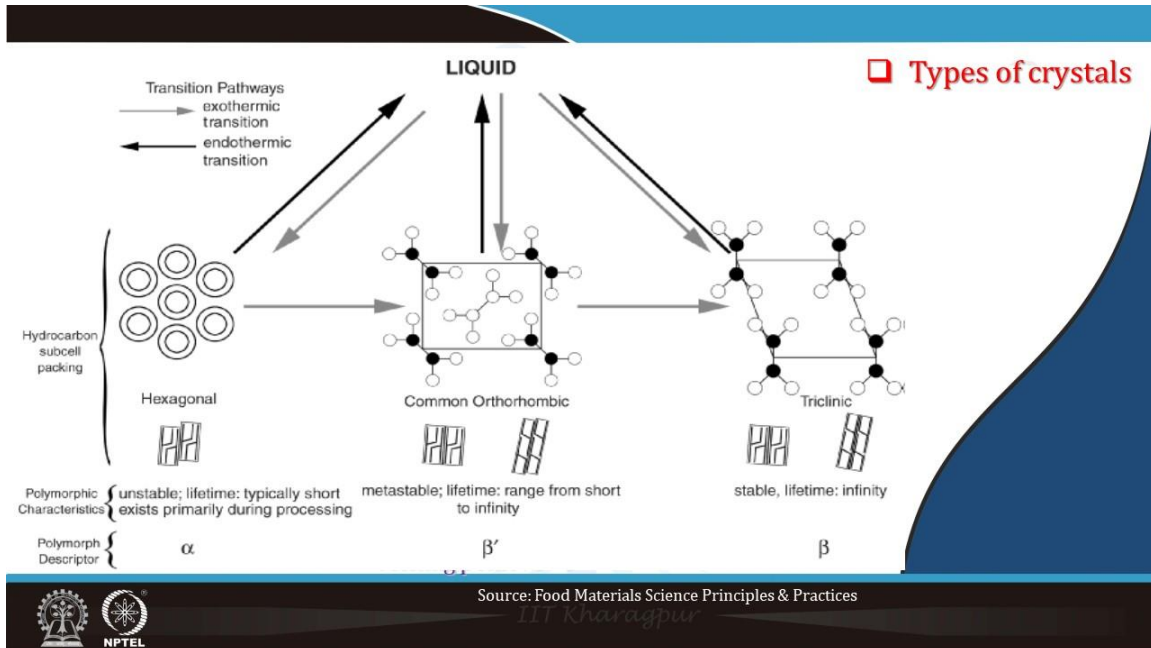 Types of crystals
LIQUID
Transition Pathways
exothermic
transition
endothermic
transition
Hydrocarbon
subcell
packing
Hexagonal
Common Orthorhombic
Triclinic
Polymorphic
Characteristics
unstable; lifetime: typically short
exists primarily during processing
metastable; lifetime: range from short
to infinity
stable, lifetime: infinity
Polymorph
Descriptor
α
β′
β
Source: Food Materials Science Principles & Practices
IIT Kharagpur
NPTEL